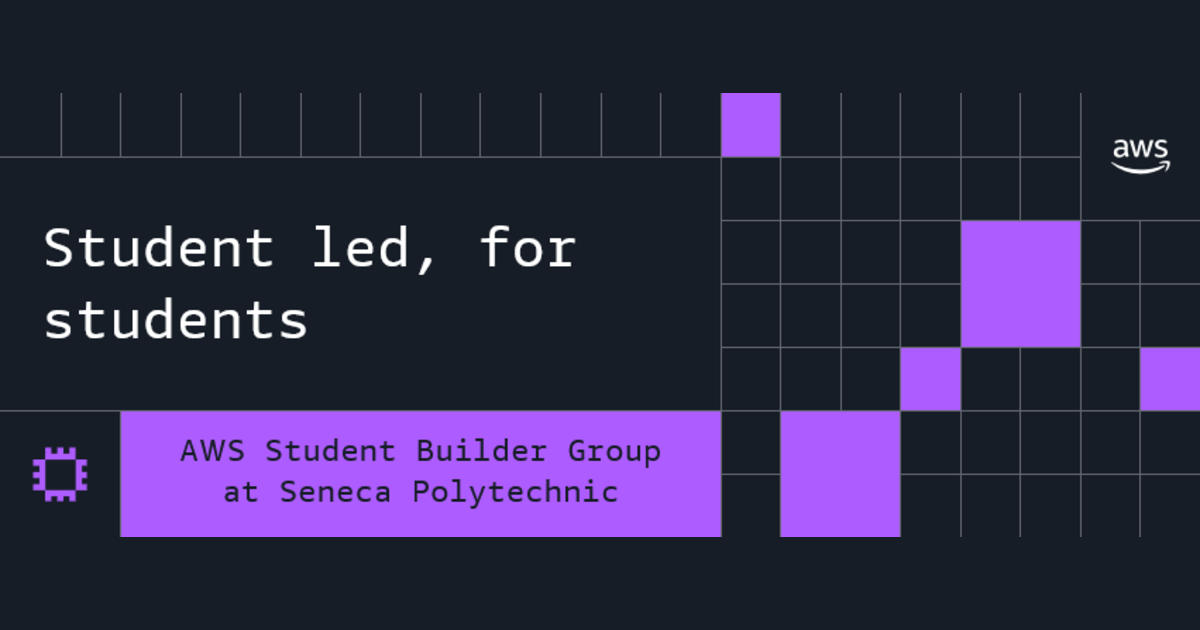 aws
Student led, for
students
AWS Student Builder Group
at Seneca Polytechnic